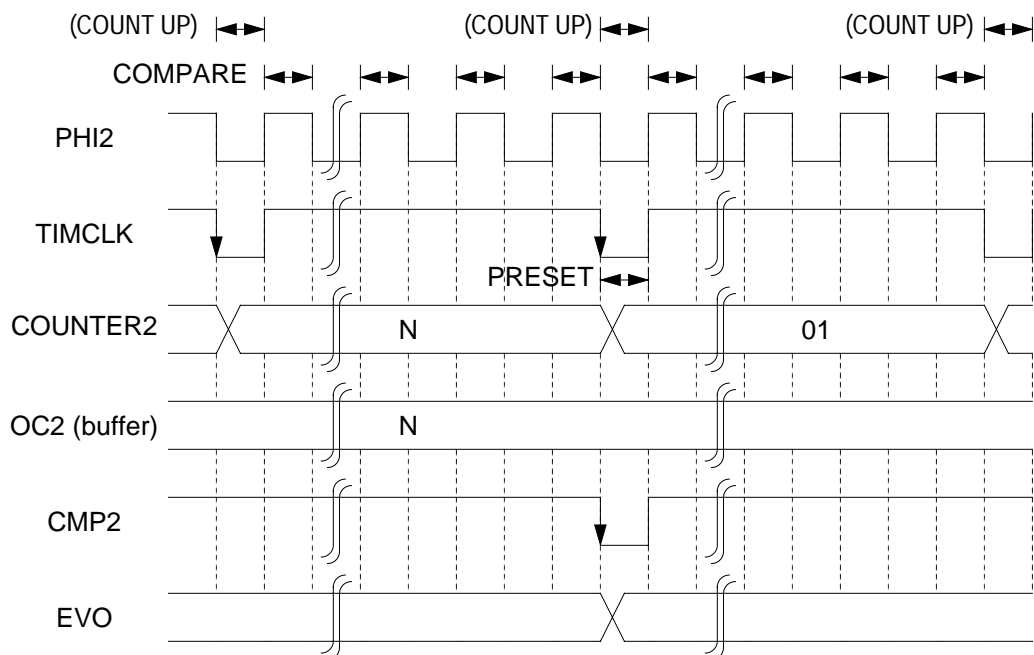 (COUNT UP) (COUNT UP) (COUNT UP)
COMPARE
PHI2
TIMCLK
PRESET
COUNTER2 N 01
OC2 (buffer) N
CMP2
EVO